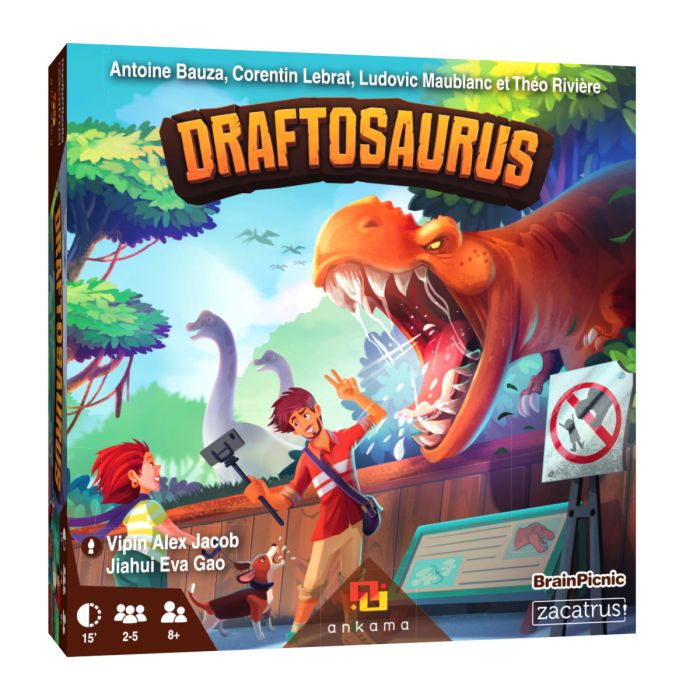 Antoine Bauza, Corentin Lebrat, Ludovic Maublanc et Théo Rivière
DRAFTOSAURUS
DRAFTOSAURUS
Vipin Alex Jacob
Jiahui Eva Gao
15' 2-5 8+
ankama
BrainPicnic
zacatrus!